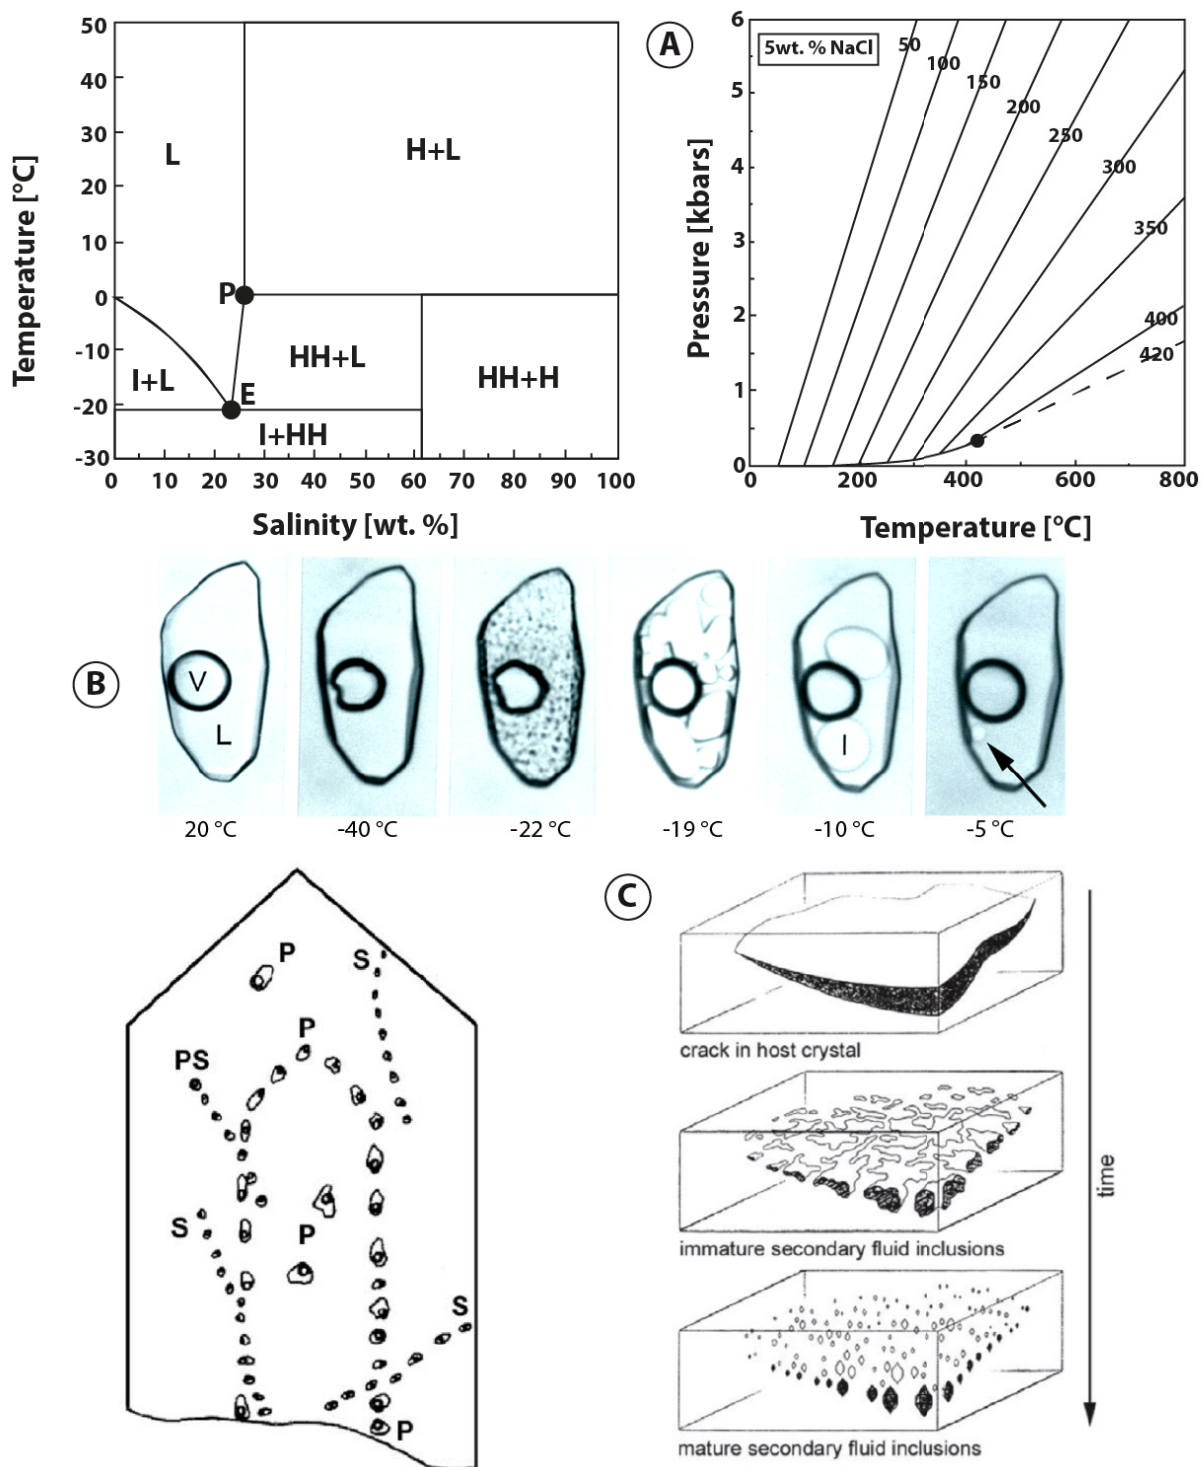 Temperature [°C]
50
40
30
20
10
0
-10
-20
-30
L
H+L
P
I+L
E
HH+L
HH+H
I+HH
0 10 20 30 40 50 60 70 80 90 100
Salinity [wt. %]
A
Pressure [kbars]
6
5
4
3
2
1
0
5wt. % NaCl
50
100
150
200
250
300
350
400
420
0 200 400 600 800
Temperature [°C]
B
V
L
I
20 °C -40 °C -22 °C -19 °C -10 °C -5 °C
P
S
P
PS
S
P
S
P
C
crack in host crystal
immature secondary fluid inclusions
mature secondary fluid inclusions
time